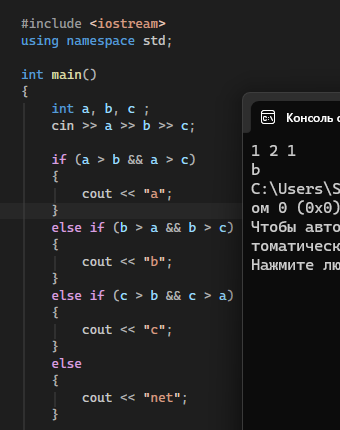 #include <iostream>
using namespace std;
int main()
{
int a, b, c ;
cin >> a >> b >> c;
if (a > b && a > c)
{
cout << "a";
}
else if (b > a && b > c)
{
cout << "b";
}
else if (c > b && c > a)
{
cout << "c";
}
else
{
cout << "net";
}
Консоль о
1 2 1
b
C:\Users\S
ом 0 (0x0)
Чтобы авто
томатическ
Нажмите лю